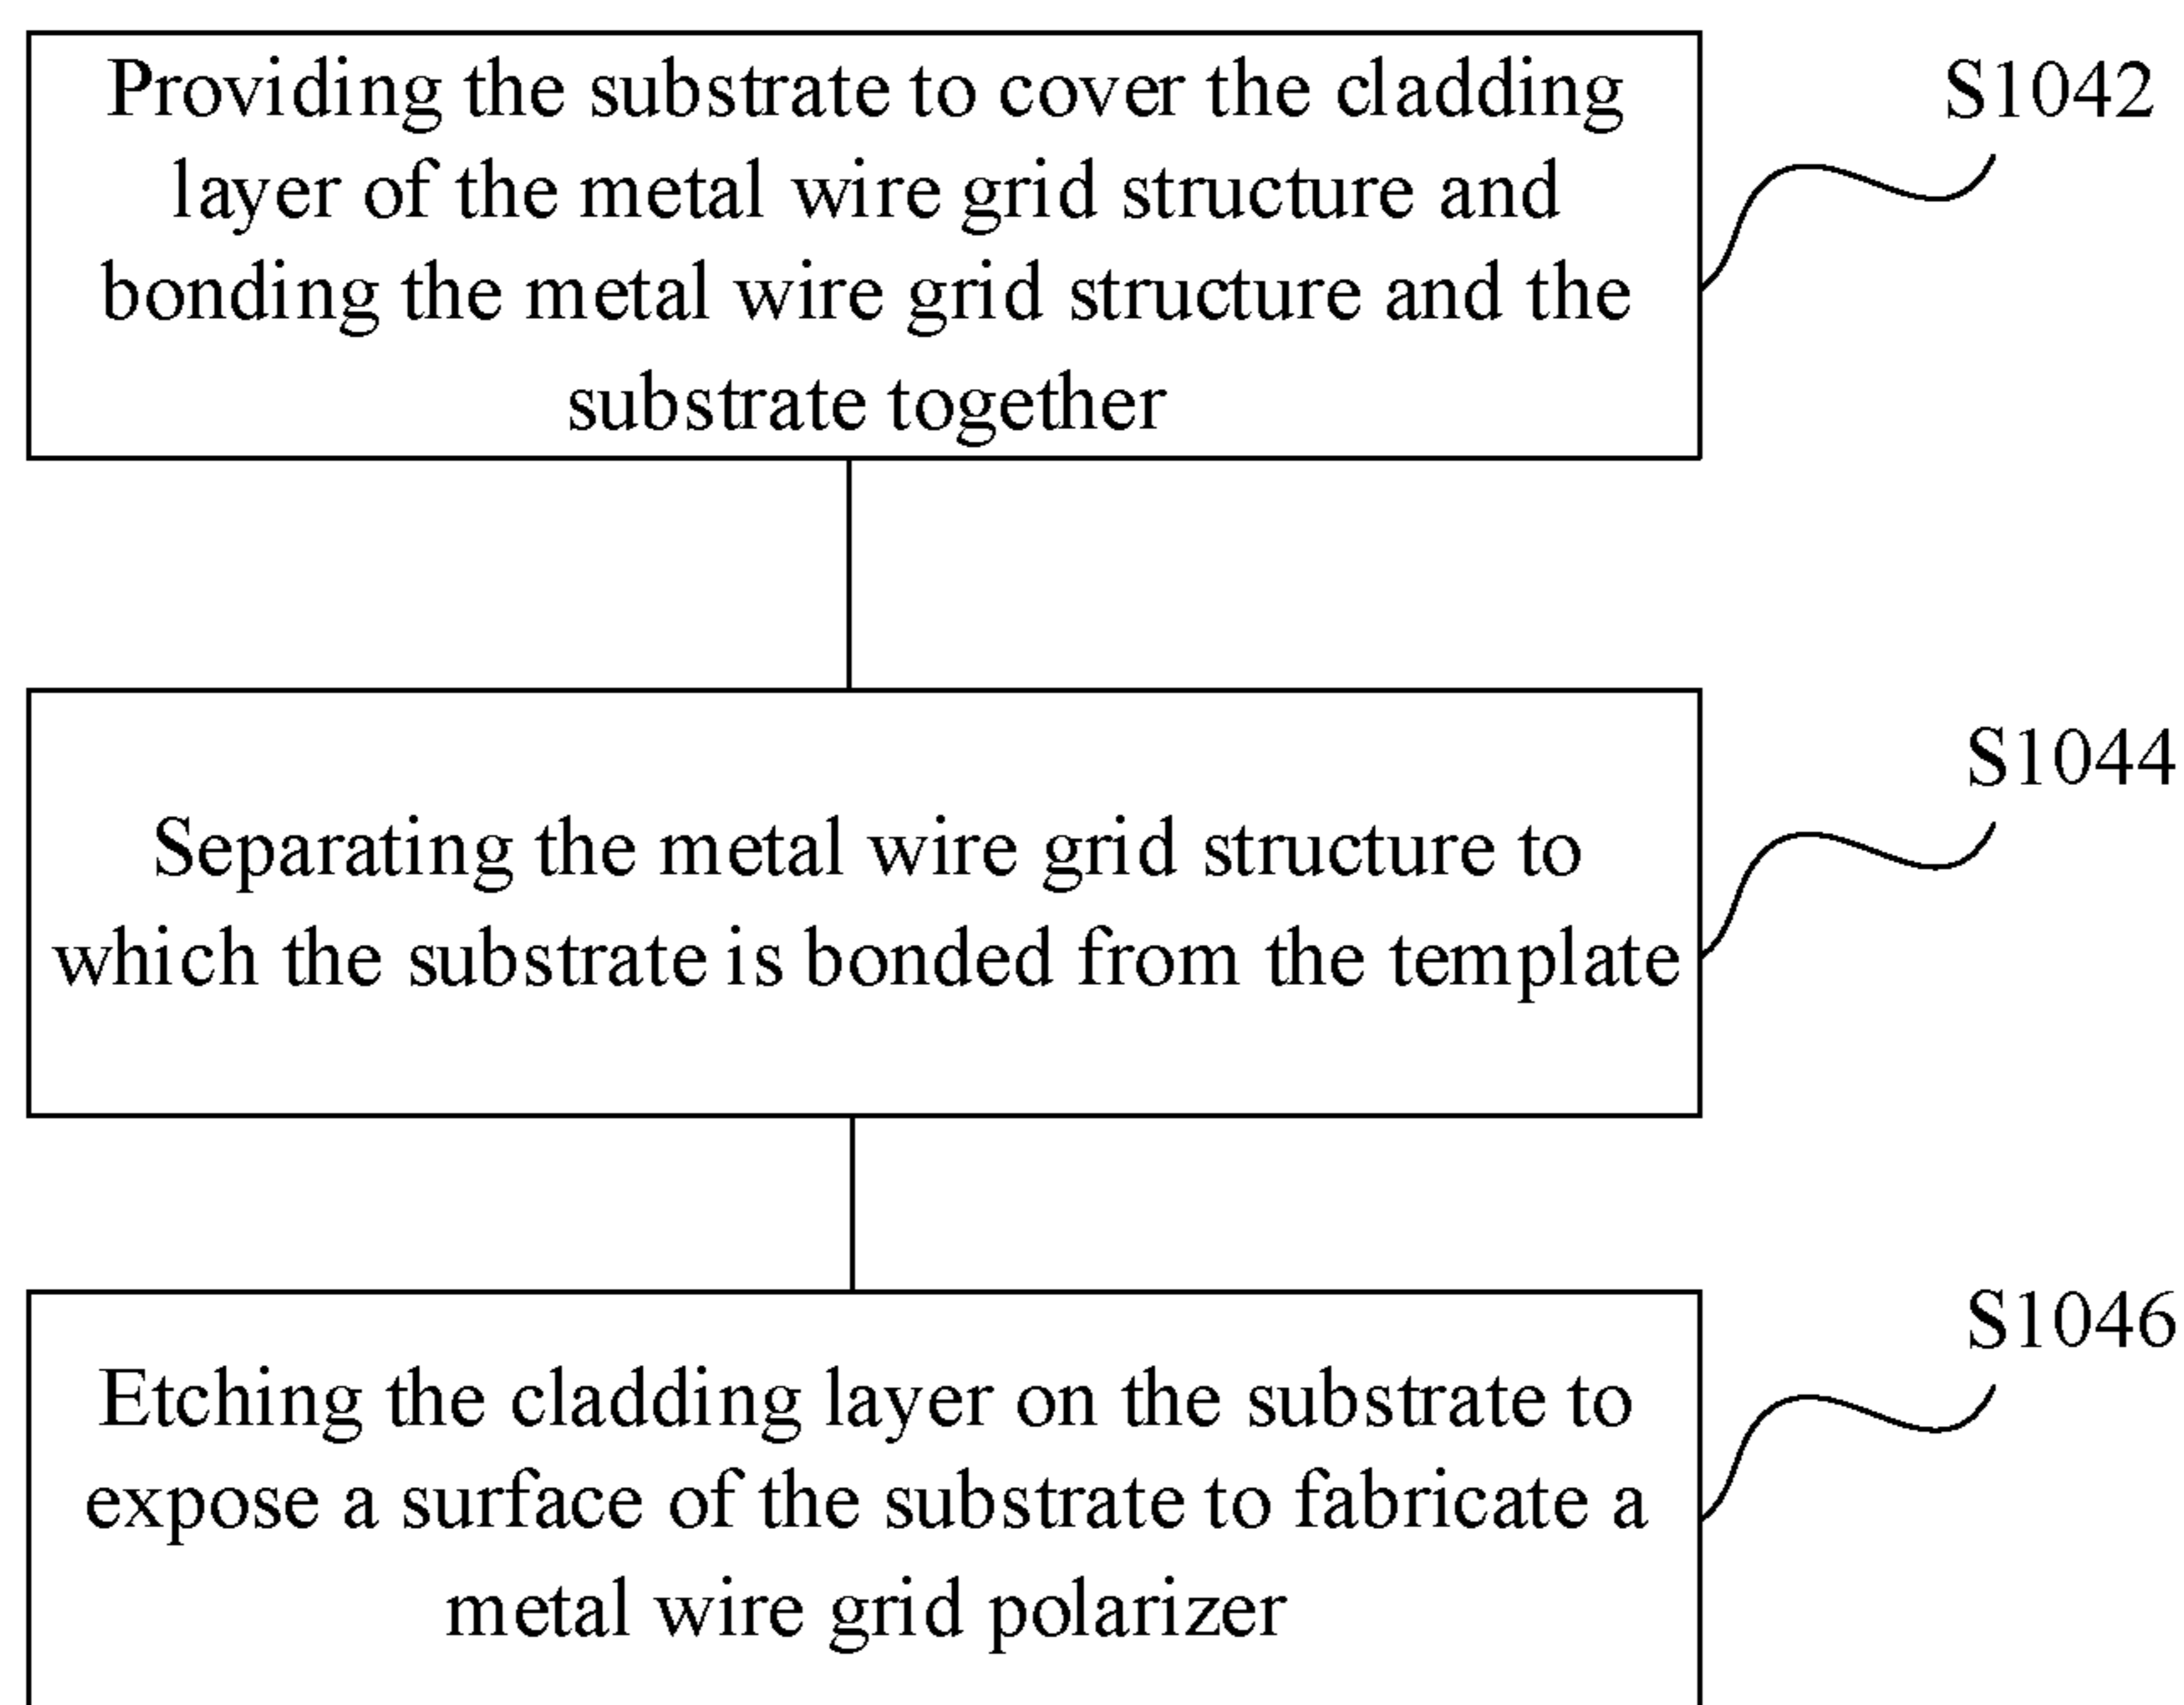 Providing the substrate to cover the cladding
layer of the metal wire grid structure and
bonding the metal wire grid structure and the
substrate together
S1042
Separating the metal wire grid structure to
which the substrate is bonded from the template
S1044
Etching the cladding layer on the substrate to
expose a surface of the substrate to fabricate a
metal wire grid polarizer
S1046